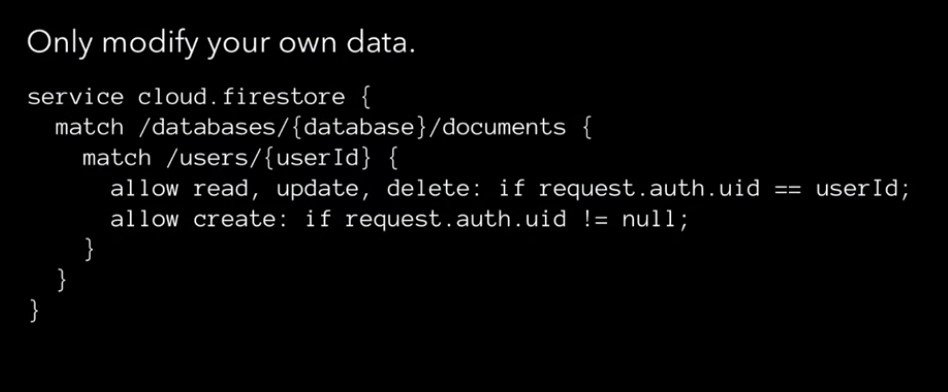 Only modify your own data.
service cloud.firestore {
  match /databases/{database}/documents {
    match /users/{userId} {
      allow read, update, delete: if request.auth.uid == userId;
      allow create: if request.auth.uid != null;
    }
  }
}